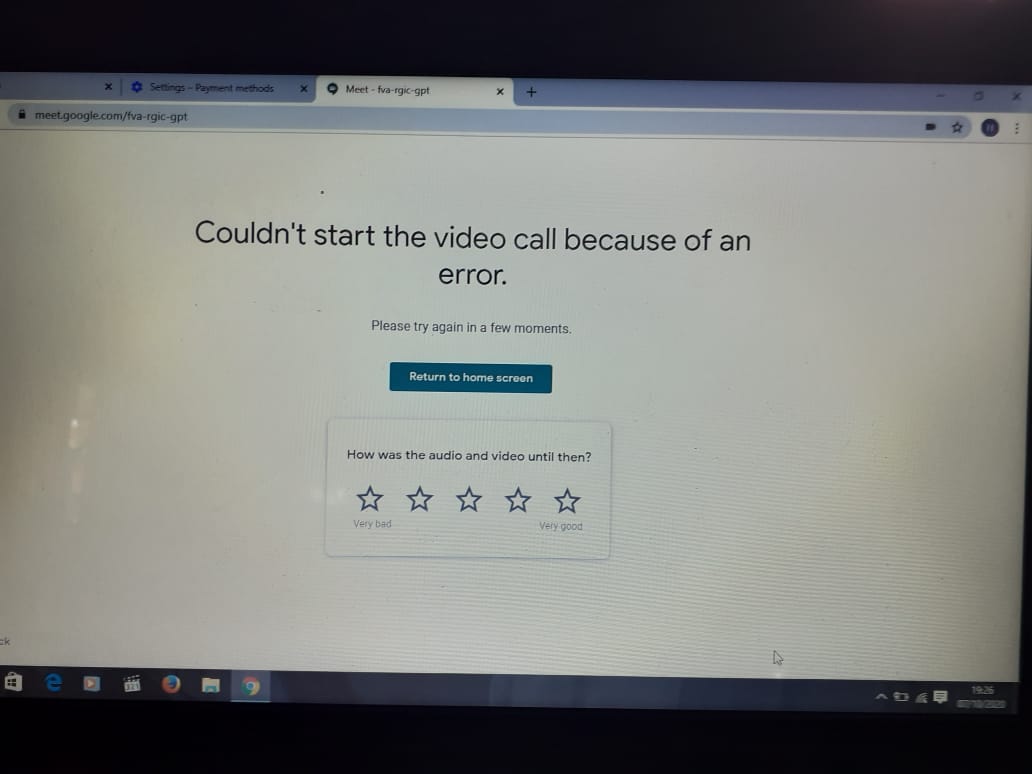 Settings - Payment methods
Meet - fva-rgic-gpt
meet.google.com/fva-rgic-gpt
Couldn't start the video call because of an
error.
Please try again in a few moments.
Return to home screen
How was the audio and video until then?
Very bad
Very good
ck
321
19:26